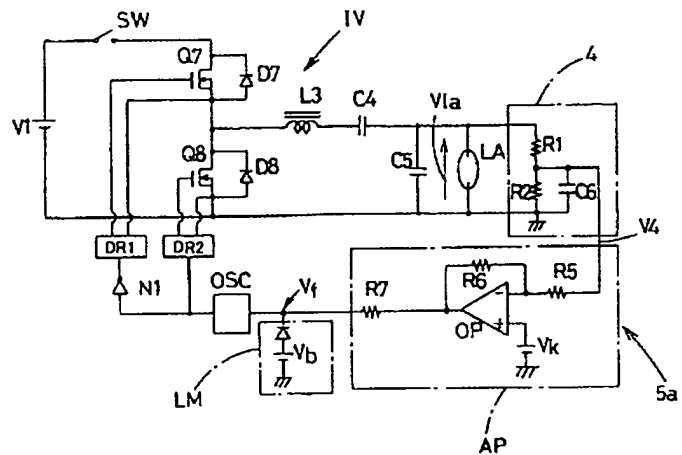 SW
IV
Q7
D7
L3
C4
Vla
4
V1
R1
C5
LA
Q8
D8
R2
C6
V4
DR1
DR2
OSC
Vf
R7
R6
R5
N1
OP
Vb
Vk
LM
5a
AP